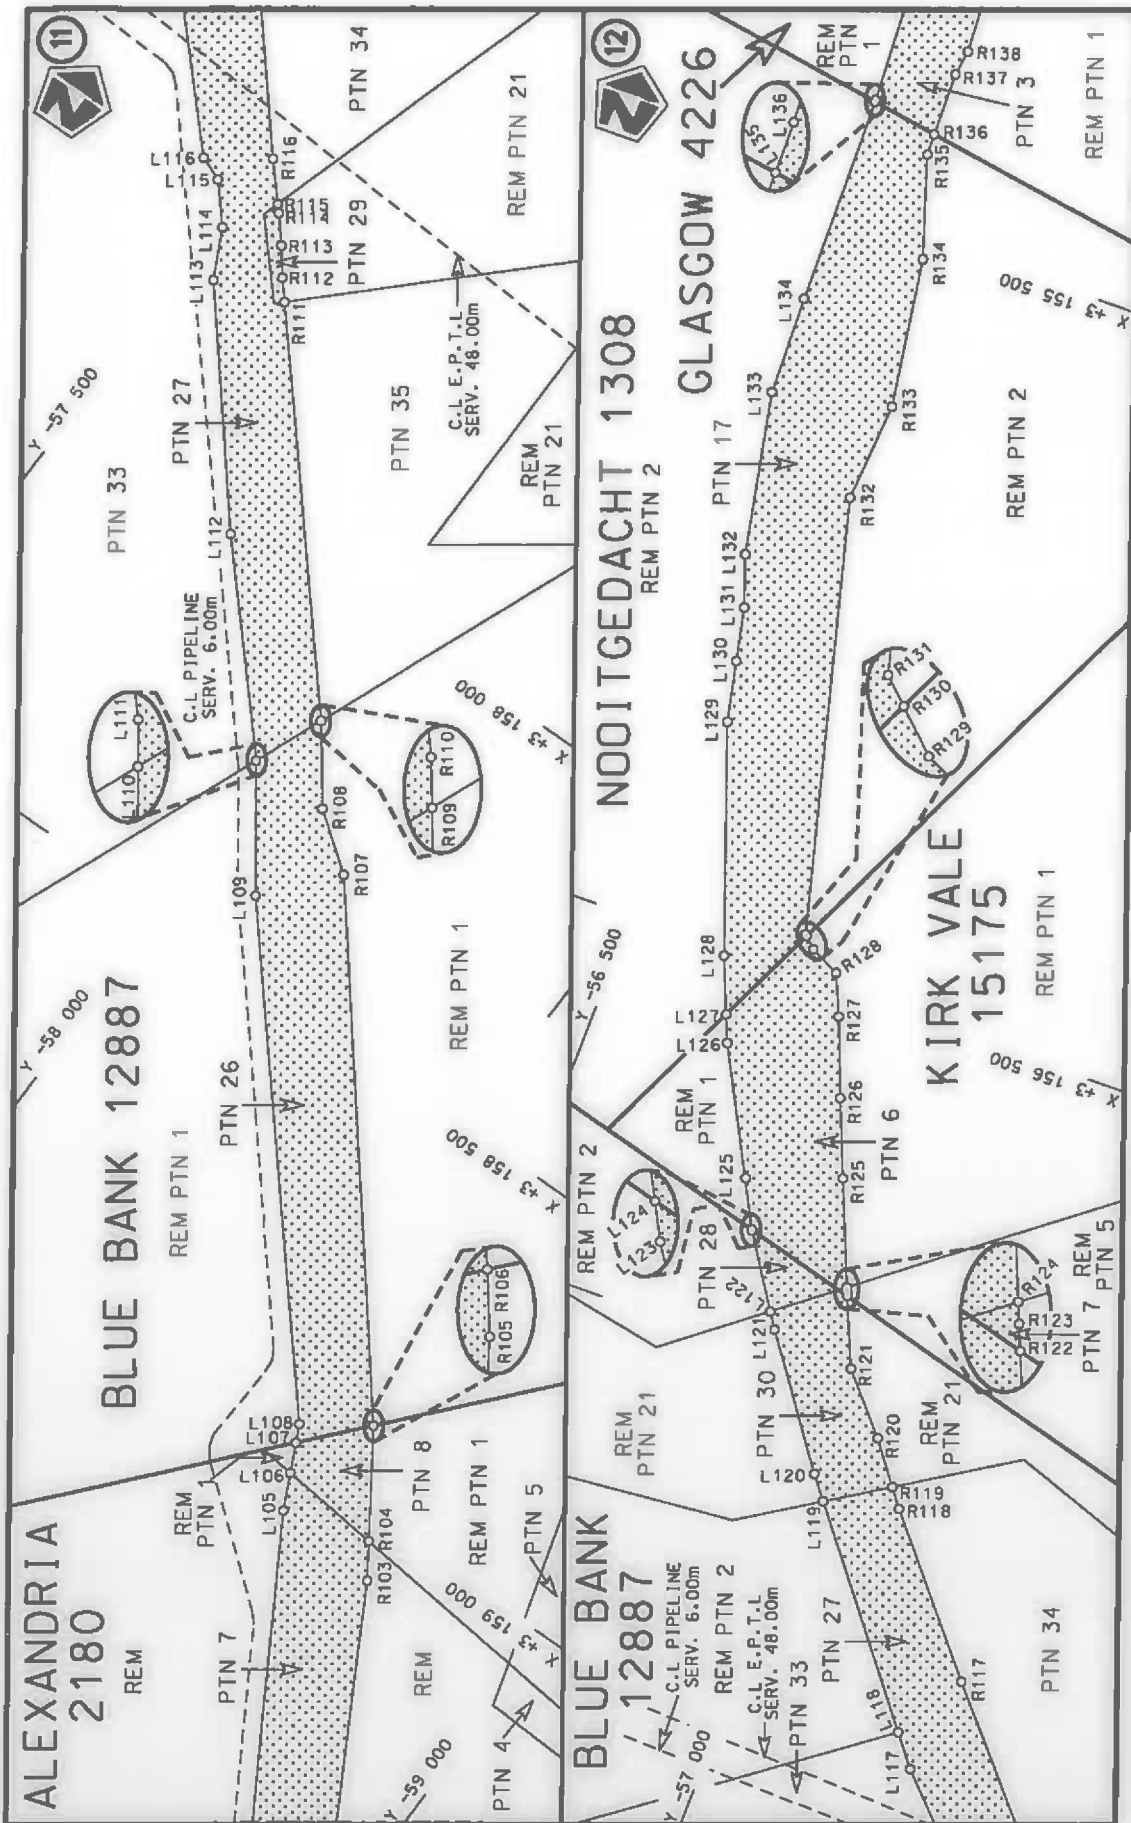 11
ALEXANDRIA
2180
REM
PTN 7
REM
PTN 1
L105
L106
L107
L108
R103
R104
PTN 8
REM
REM PTN 1
PTN 5
PTN 4
Y -59 000
X +3 159 000
BLUE BANK 12887
REM PTN 1
PTN 26
Y -58 000
REM PTN 1
R105
R106
X +3 158 500
L109
R107
R108
L110
L111
R109
R110
C.L PIPELINE
SERV. 6.00m
X +3 158 000
PTN 33
Y -57 500
L112
PTN 27
L113
L114
L115
L116
R111
R112
R113
R114
R115
R116
PTN 29
PTN 34
PTN 35
C.L E.P.T.L
SERV. 48.00m
REM
PTN 21
REM PTN 21
12
BLUE BANK
12887
C.L PIPELINE
SERV. 6.00m
REM PTN 2
C.L E.P.T.L
SERV. 48.00m
PTN 33
Y -57 000
PTN 27
L117
L118
R117
PTN 34
R118
R119
L119
L120
REM
PTN 21
PTN 30
R120
R121
REM
PTN 21
L121
L122
PTN 28
REM PTN 2
L123
L124
R122
R123
R124
PTN 7
REM
PTN 5
L125
REM
PTN 1
L126
L127
L128
R125
R126
R127
R128
PTN 6
KIRK VALE
15175
REM PTN 1
X +3 156 500
Y -56 500
R129
R130
R131
NOOITGEDACHT 1308
REM PTN 2
L129
L130
L131
L132
PTN 17
L133
L134
R132
R133
R134
R135
R136
R137
R138
REM PTN 2
X +3 155 500
GLASGOW 4226
L135
L136
REM
PTN
1
PTN 3
REM PTN 1